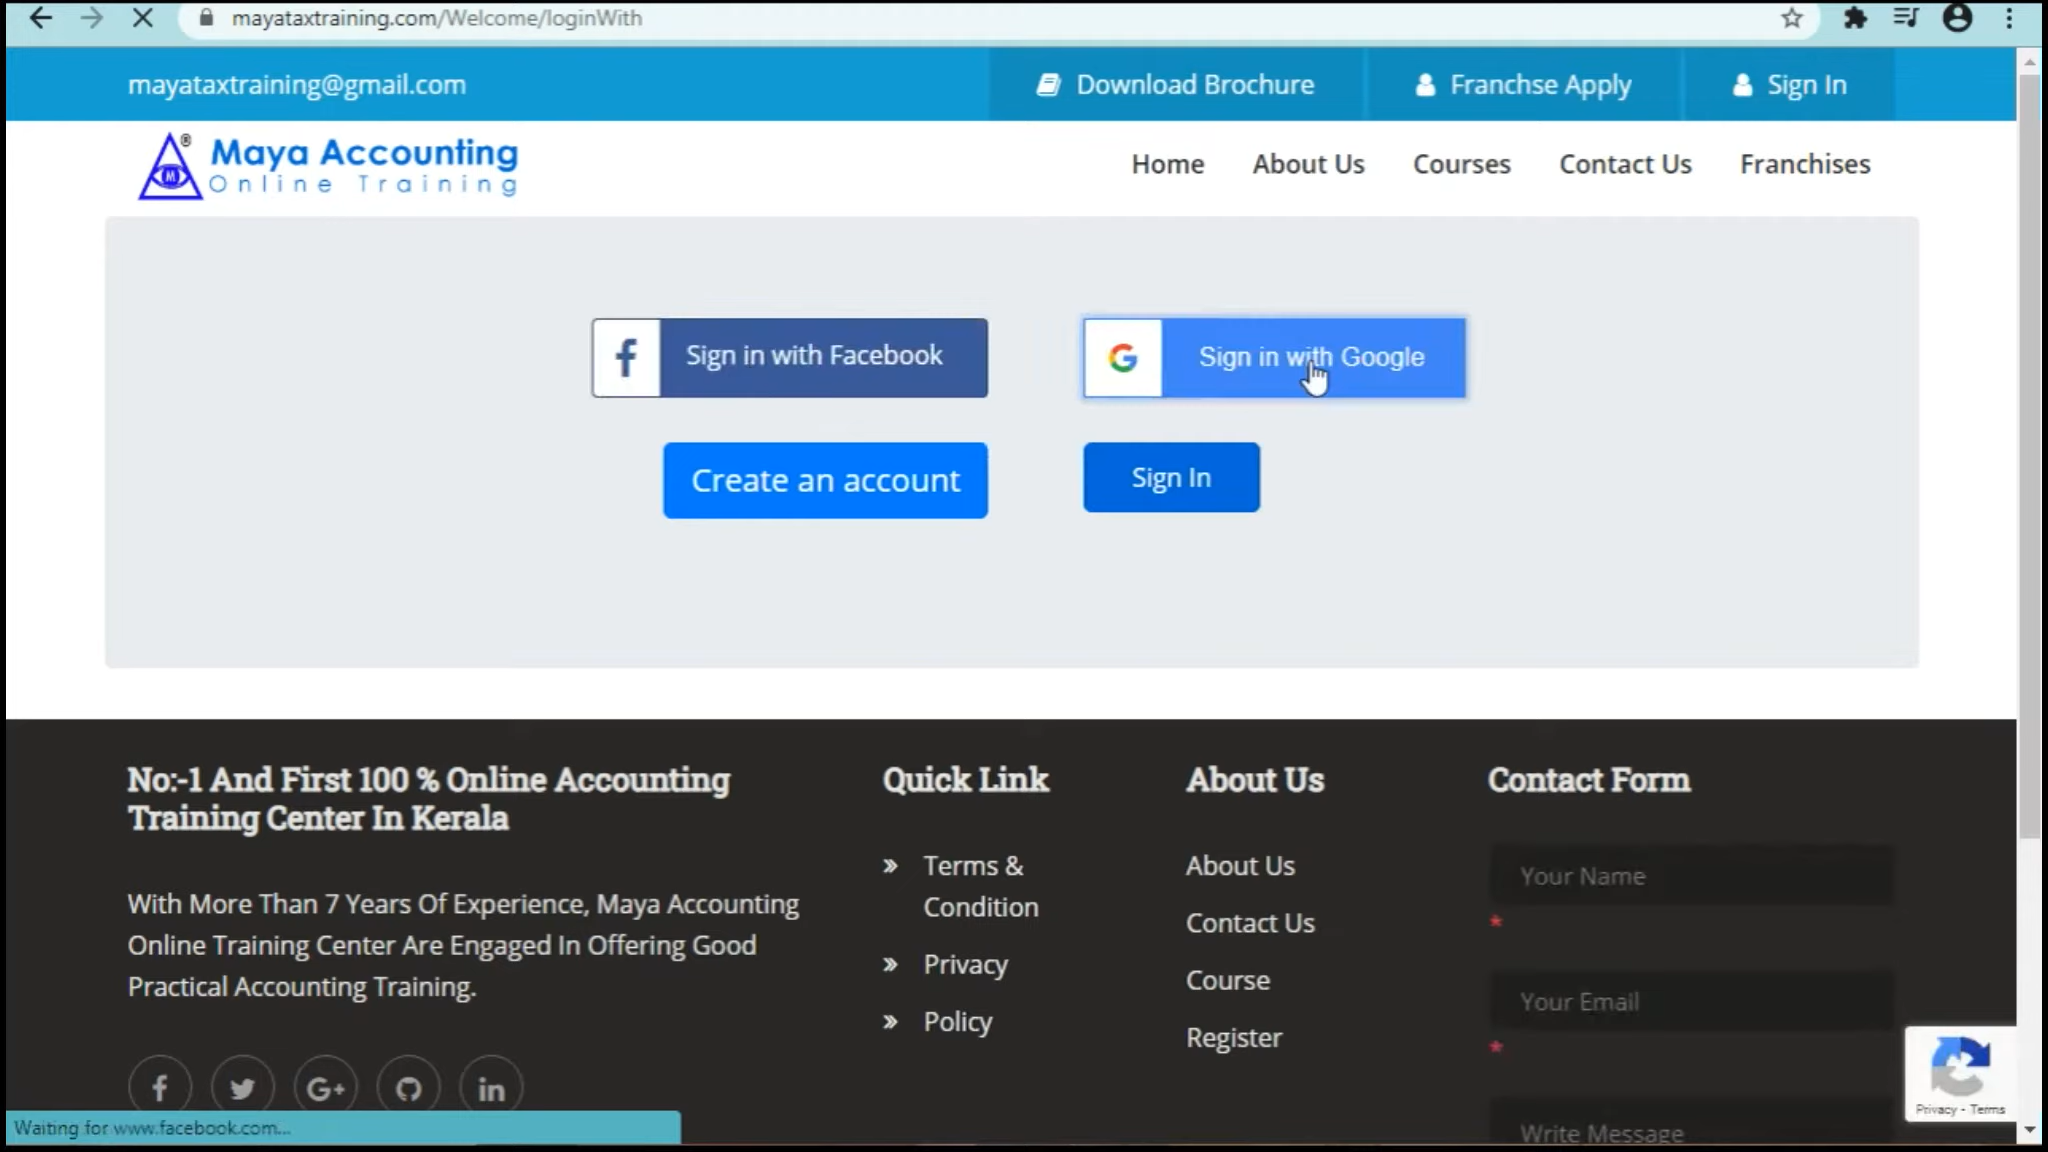 mayataxtraining.com/Welcome/loginWith
mayataxtraining@gmail.com
Download Brochure
Franchse Apply
Sign In
Maya Accounting ®
Online Training
M
Home
About Us
Courses
Contact Us
Franchises
Sign in with Facebook
Sign in with Google
Create an account
Sign In
No:-1 And First 100 % Online Accounting
Training Center In Kerala
With More Than 7 Years Of Experience, Maya Accounting
Online Training Center Are Engaged In Offering Good
Practical Accounting Training.
Quick Link
» Terms &
Condition
» Privacy
» Policy
About Us
About Us
Contact Us
Course
Register
Contact Form
Your Name
*
Your Email
*
Write Message
Privacy - Terms
Waiting for www.facebook.com...